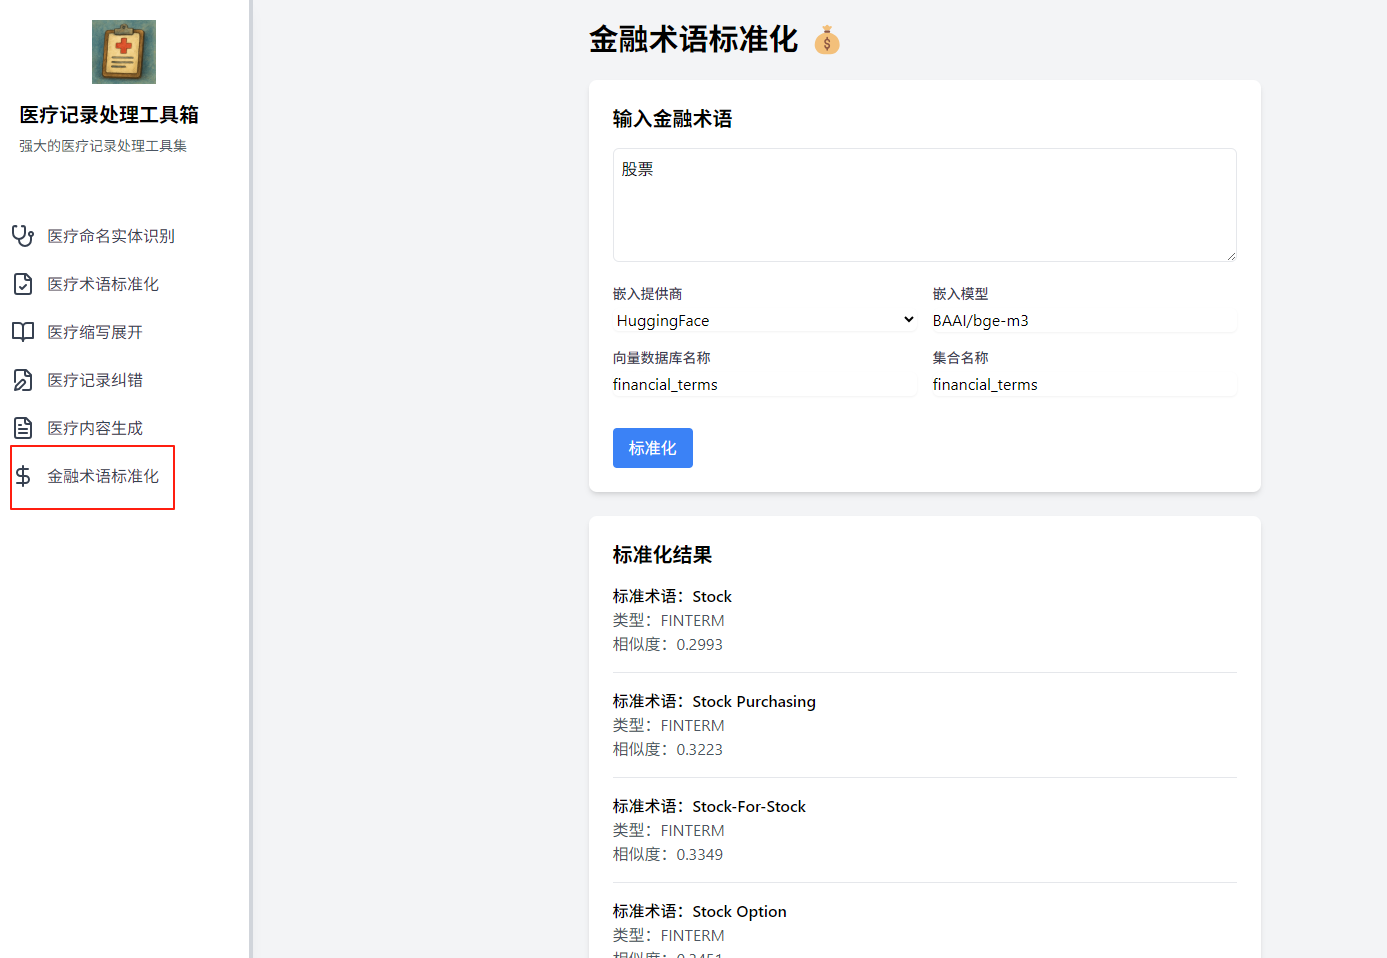 医疗记录处理工具箱
强大的医疗记录处理工具集
医疗命名实体识别
医疗术语标准化
医疗缩写展开
医疗记录纠错
医疗内容生成
金融术语标准化
金融术语标准化
输入金融术语
股票
嵌入提供商
HuggingFace
嵌入模型
BAAI/bge-m3
向量数据库名称
financial_terms
集合名称
financial_terms
标准化
标准化结果
标准术语：Stock
类型：FINTERM
相似度：0.2993
标准术语：Stock Purchasing
类型：FINTERM
相似度：0.3223
标准术语：Stock-For-Stock
类型：FINTERM
相似度：0.3349
标准术语：Stock Option
类型：FINTERM